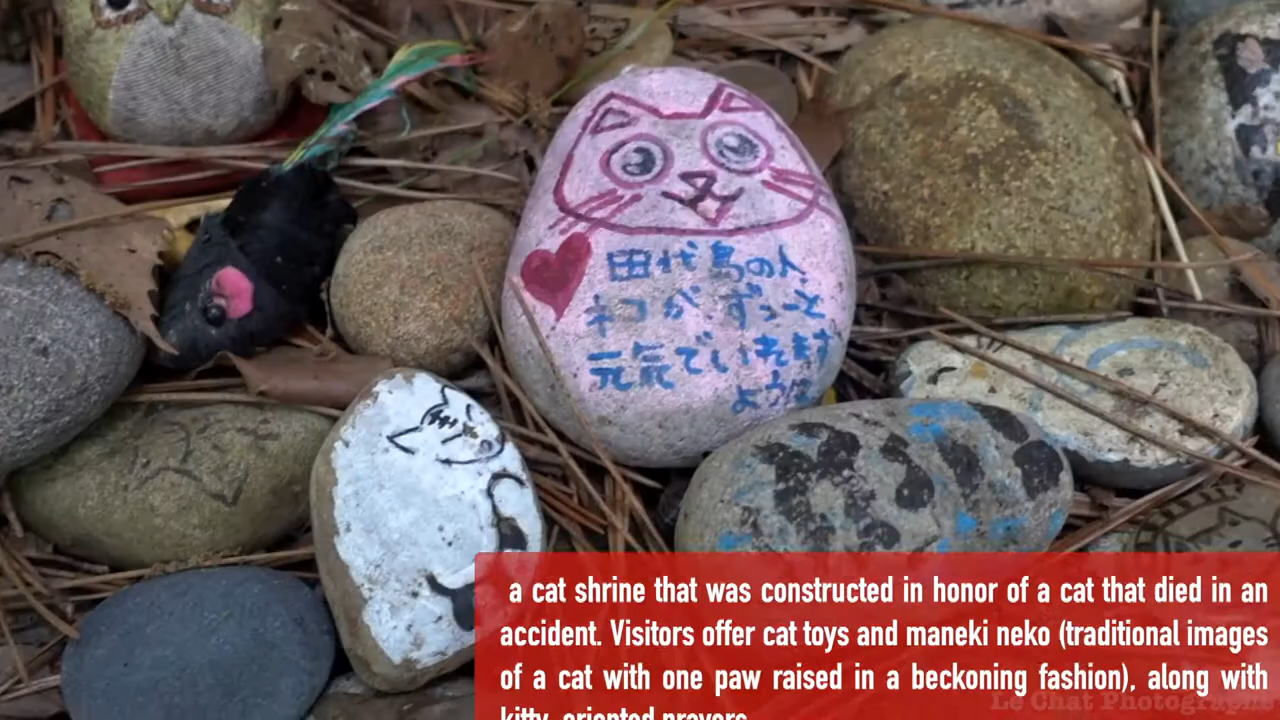 田代島の人、
ネコが ずっーと
元気でいれます
ように
a cat shrine that was constructed in honor of a cat that died in an
accident. Visitors offer cat toys and maneki neko (traditional images
of a cat with one paw raised in a beckoning fashion), along with
kitty-oriented prayers
Le Chat Photographe